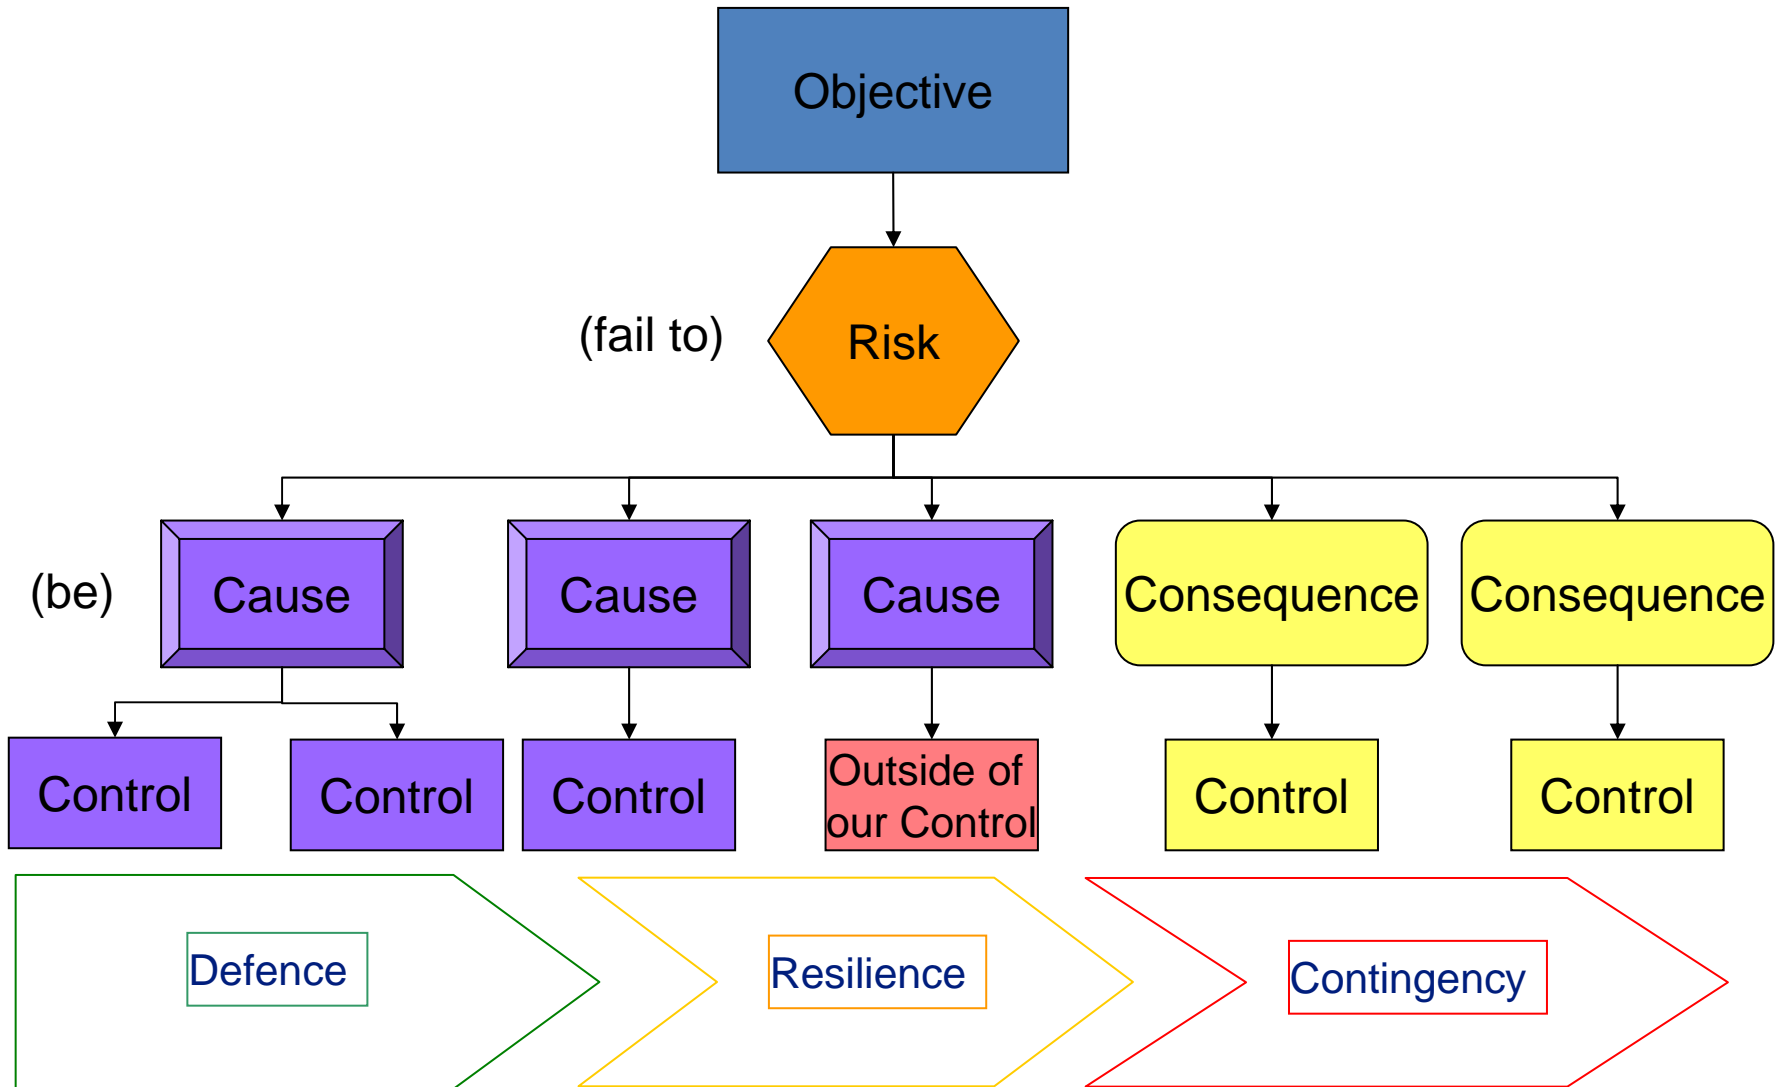 Objective
(fail to)
Risk
(be)
Cause
Cause
Cause
Consequence
Consequence
Control
Control
Control
Outside of
our Control
Control
Control
Defence
Resilience
Contingency